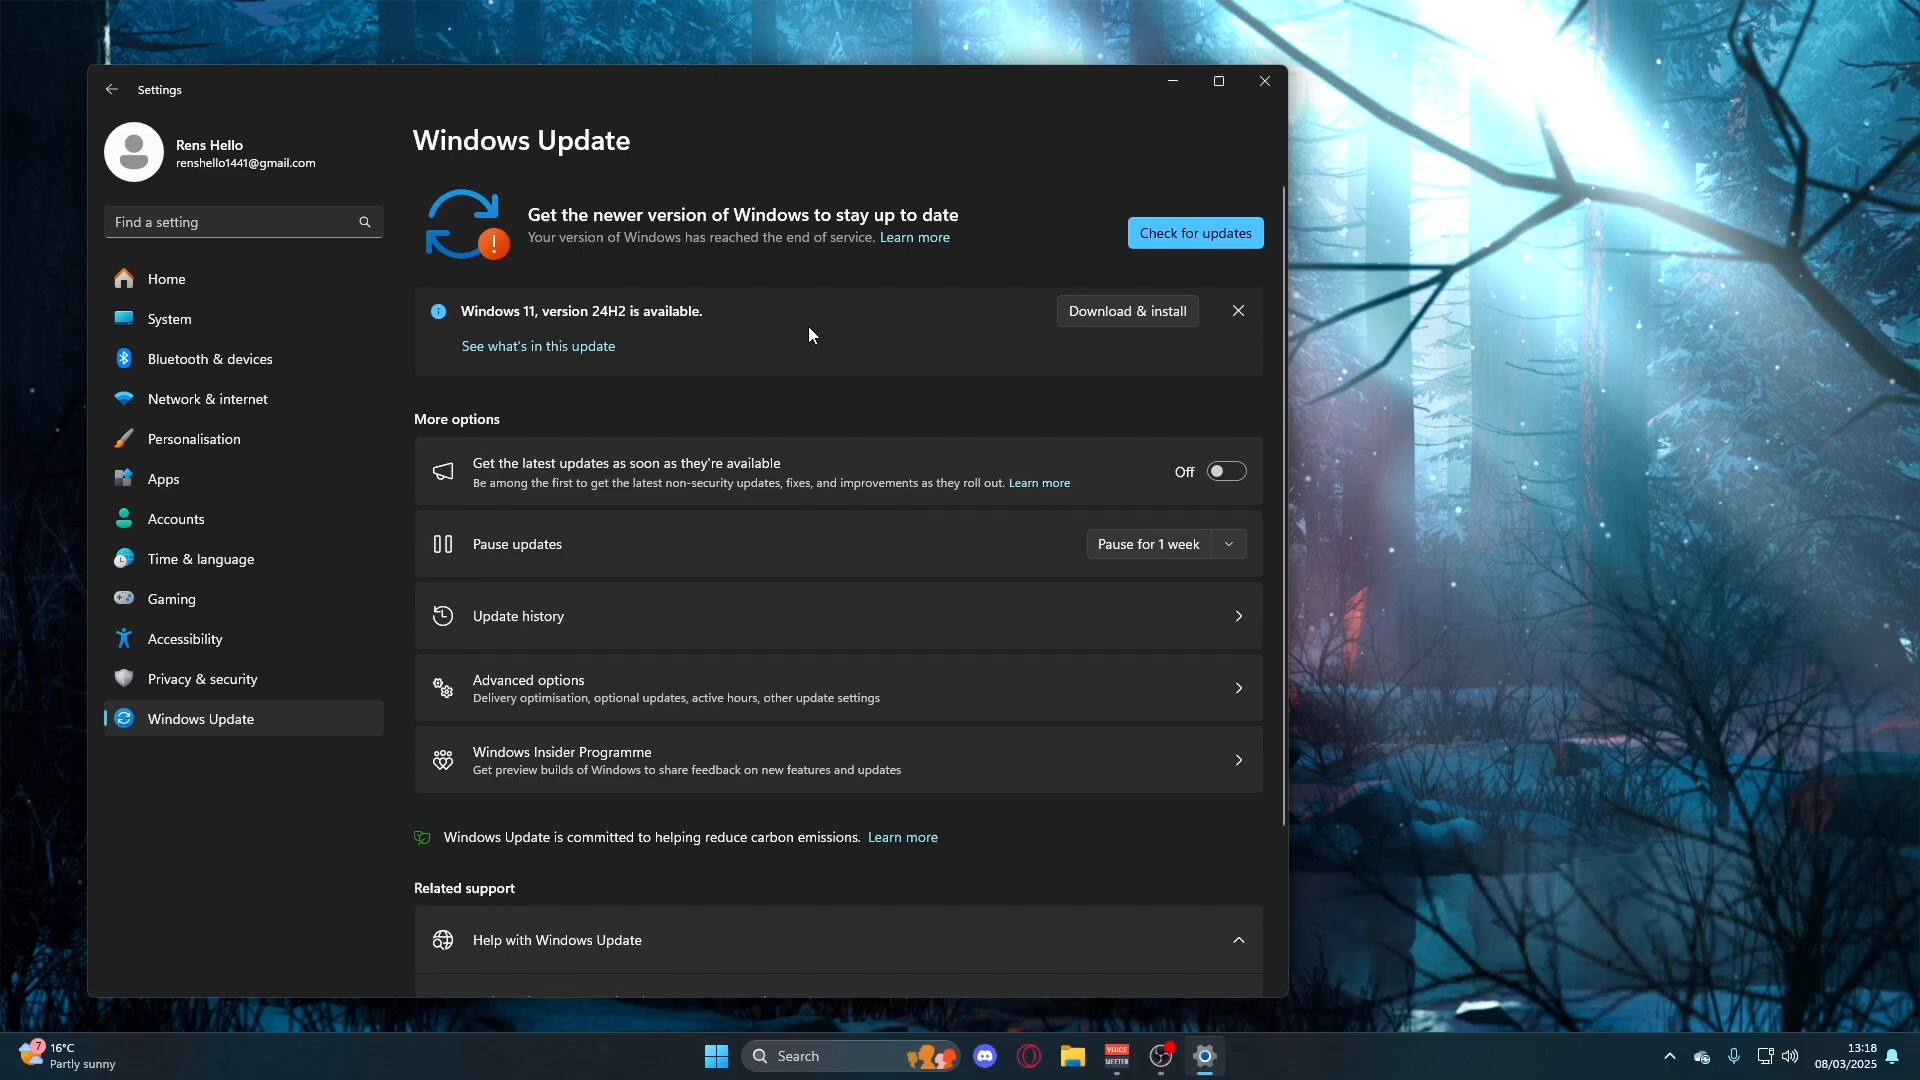 Settings
Rens Hello
renshello1441@gmail.com
Find a setting
Home
System
Bluetooth & devices
Network & internet
Personalisation
Apps
Accounts
Time & language
Gaming
Accessibility
Privacy & security
Windows Update
Windows Update
Get the newer version of Windows to stay up to date
Your version of Windows has reached the end of service. Learn more
Check for updates
Windows 11, version 24H2 is available.
Download & install
See what's in this update
More options
Get the latest updates as soon as they're available
Be among the first to get the latest non-security updates, fixes, and improvements as they roll out. Learn more
Off
Pause updates
Pause for 1 week
Update history
Advanced options
Delivery optimisation, optional updates, active hours, other update settings
Windows Insider Programme
Get preview builds of Windows to share feedback on new features and updates
Windows Update is committed to helping reduce carbon emissions. Learn more
Related support
Help with Windows Update
7
16°C
Partly sunny
Search
VOICE
MEETER
13:18
08/03/2025